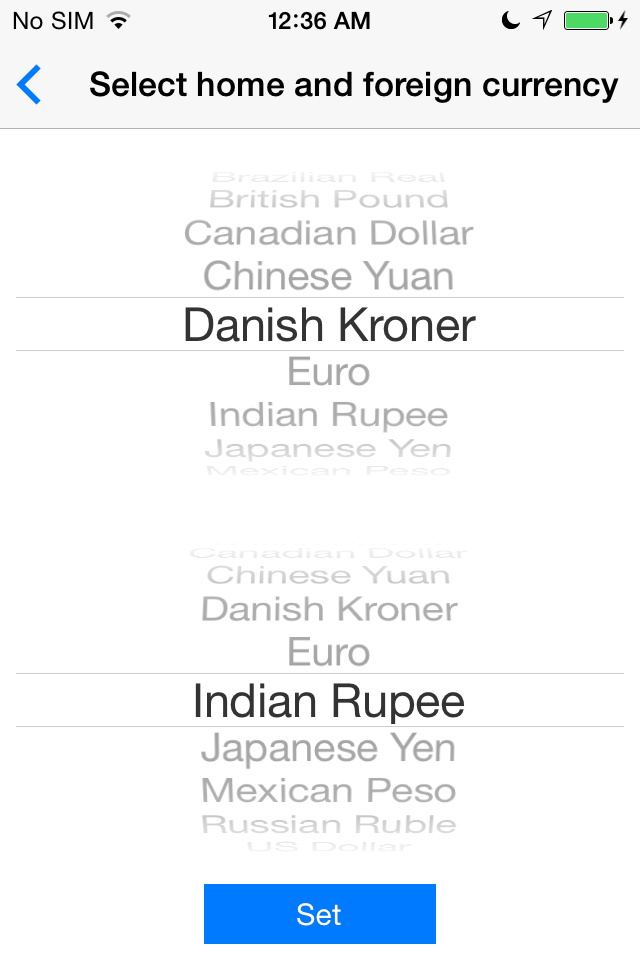 No SIM 12:36 AM
Select home and foreign currency
Brazilian Real
British Pound
Canadian Dollar
Chinese Yuan
Danish Kroner
Euro
Indian Rupee
Japanese Yen
Mexican Peso
Canadian Dollar
Chinese Yuan
Danish Kroner
Euro
Indian Rupee
Japanese Yen
Mexican Peso
Russian Ruble
US Dollar
Set